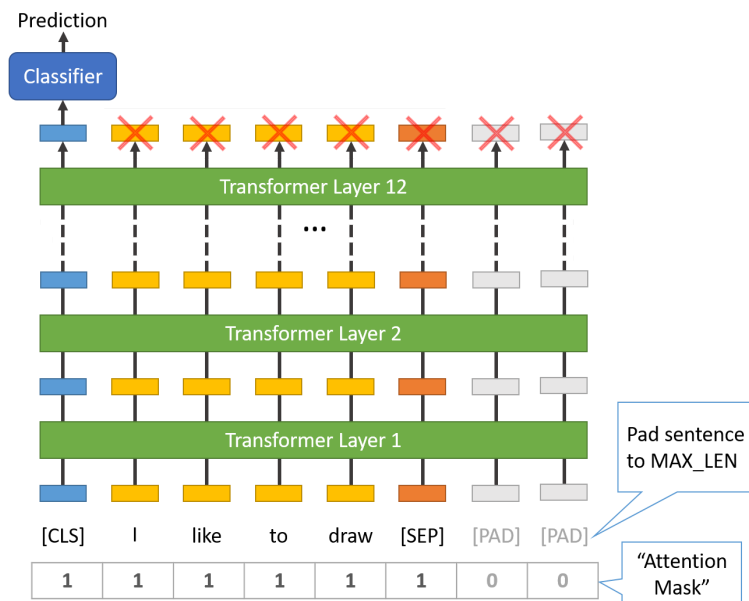 Prediction
Classifier
Transformer Layer 12
...
Transformer Layer 2
Transformer Layer 1
Pad sentence
to MAX_LEN
[CLS] I like to draw [SEP] [PAD] [PAD]
1 1 1 1 1 1 0 0
“Attention
Mask”